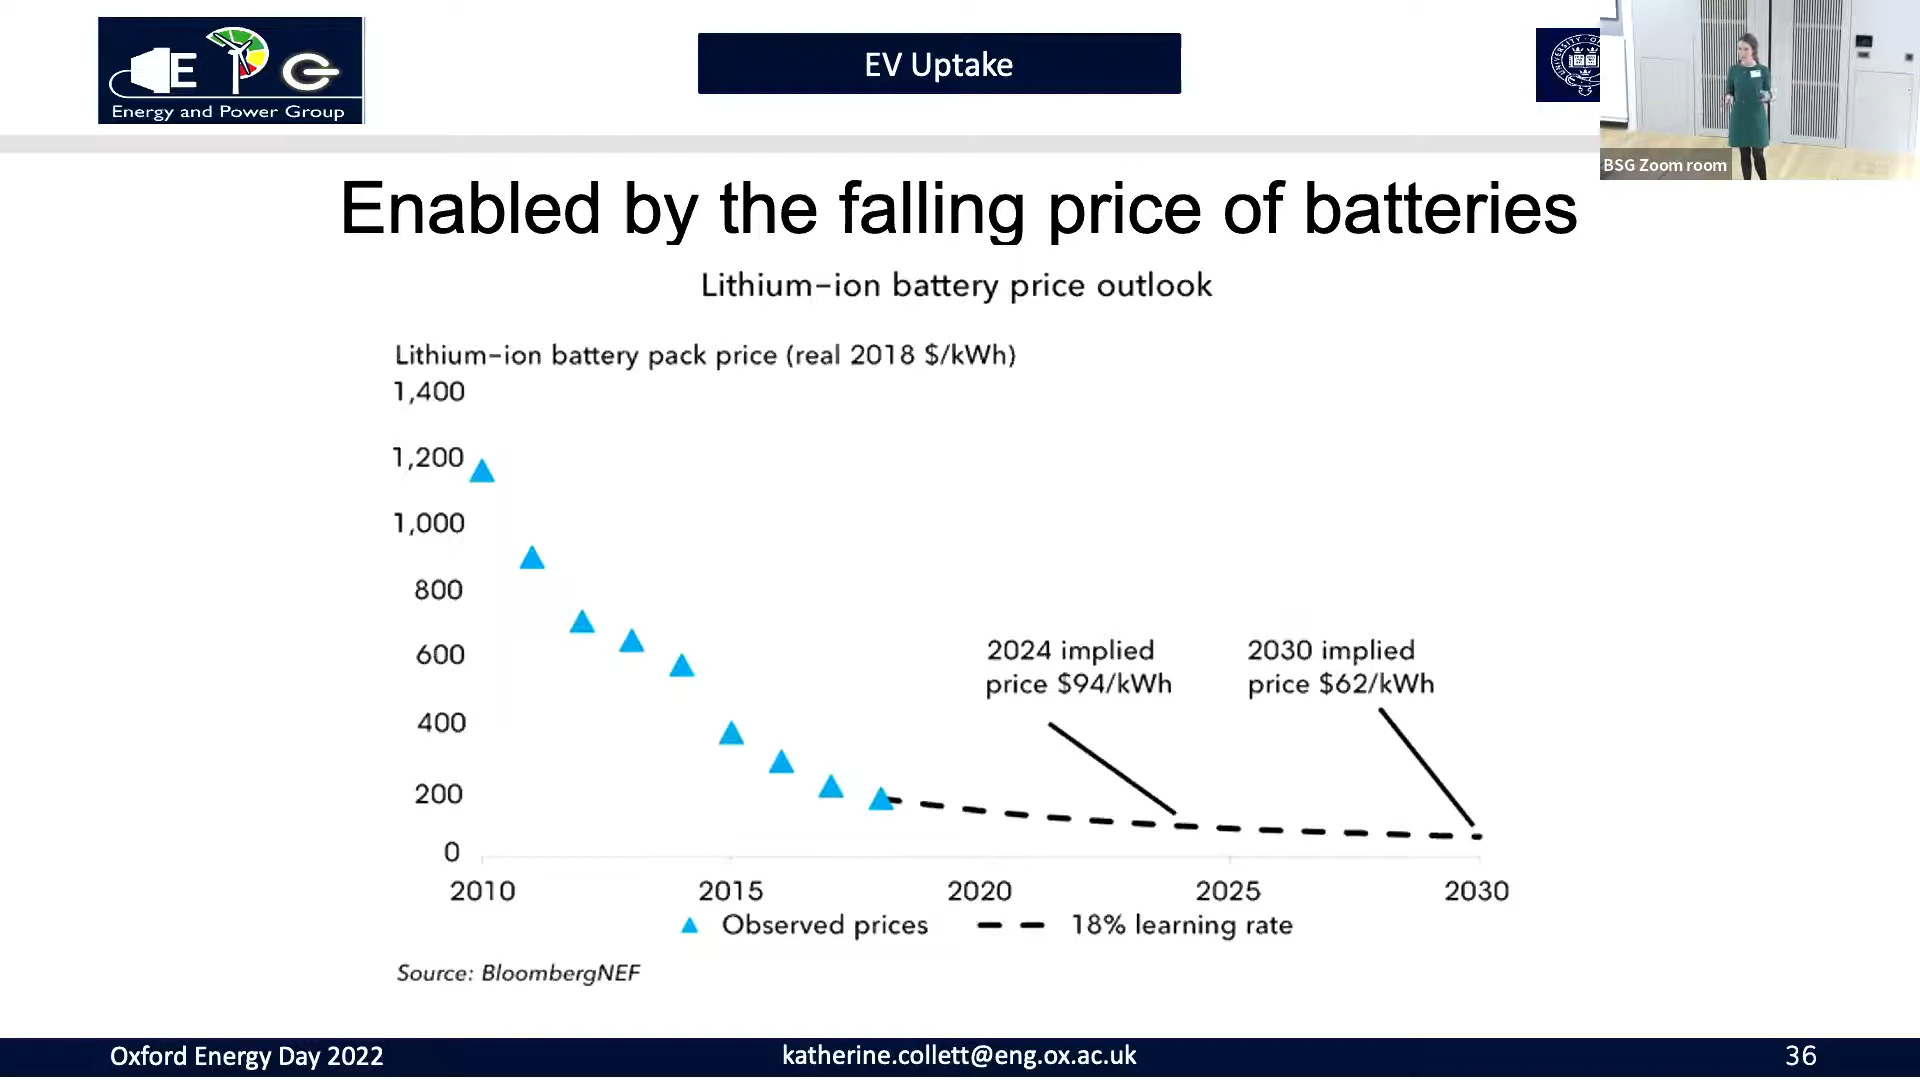 E P G
Energy and Power Group
EV Uptake
UNIVERSITY O
BSG Zoom room
Enabled by the falling price of batteries
Lithium-ion battery price outlook
Lithium-ion battery pack price (real 2018 $/kWh)
1,400
1,200
1,000
800
600
400
200
0
2024 implied
price $94/kWh
2030 implied
price $62/kWh
2010
2015
2020
2025
2030
Observed prices
18% learning rate
Source: BloombergNEF
Oxford Energy Day 2022
katherine.collett@eng.ox.ac.uk
36